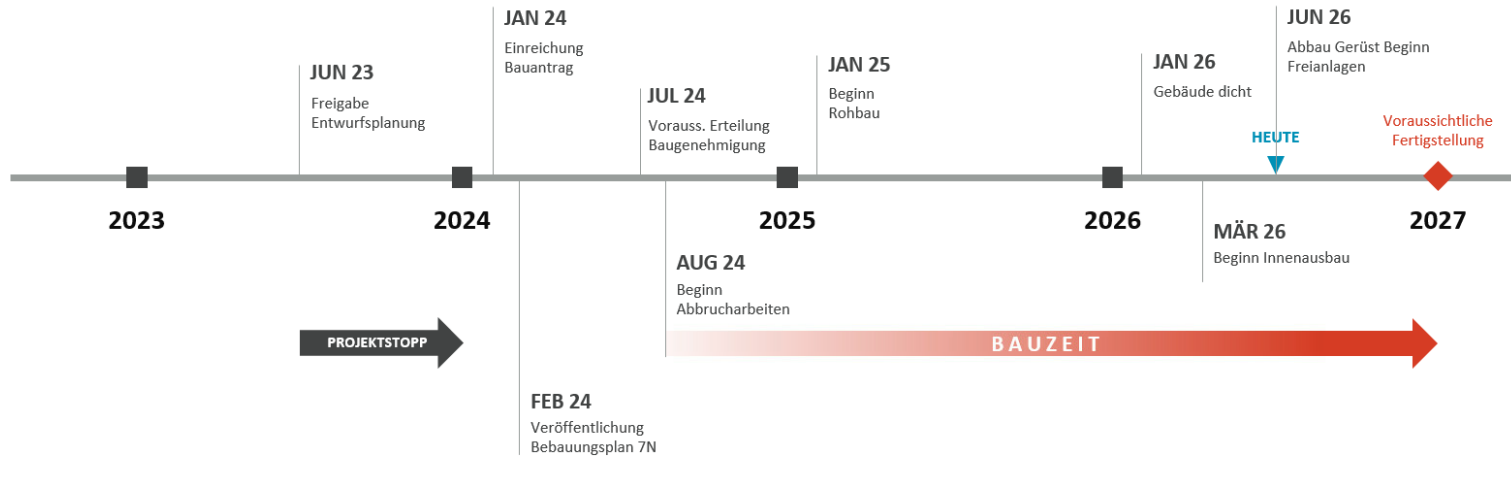 JUN 23
Freigabe
Entwurfsplanung
JAN 24
Einreichung
Bauantrag
JUL 24
Vorauss. Erteilung
Baugenehmigung
JAN 25
Beginn
Rohbau
JAN 26
Gebäude dicht
JUN 26
Abbau Gerüst Beginn
Freianlagen
HEUTE
Voraussichtliche
Fertigstellung
2023
2024
2025
2026
2027
MÄR 26
Beginn Innenausbau
AUG 24
Beginn
Abbrucharbeiten
PROJEKTSTOPP
BAUZEIT
FEB 24
Veröffentlichung
Bebauungsplan 7N